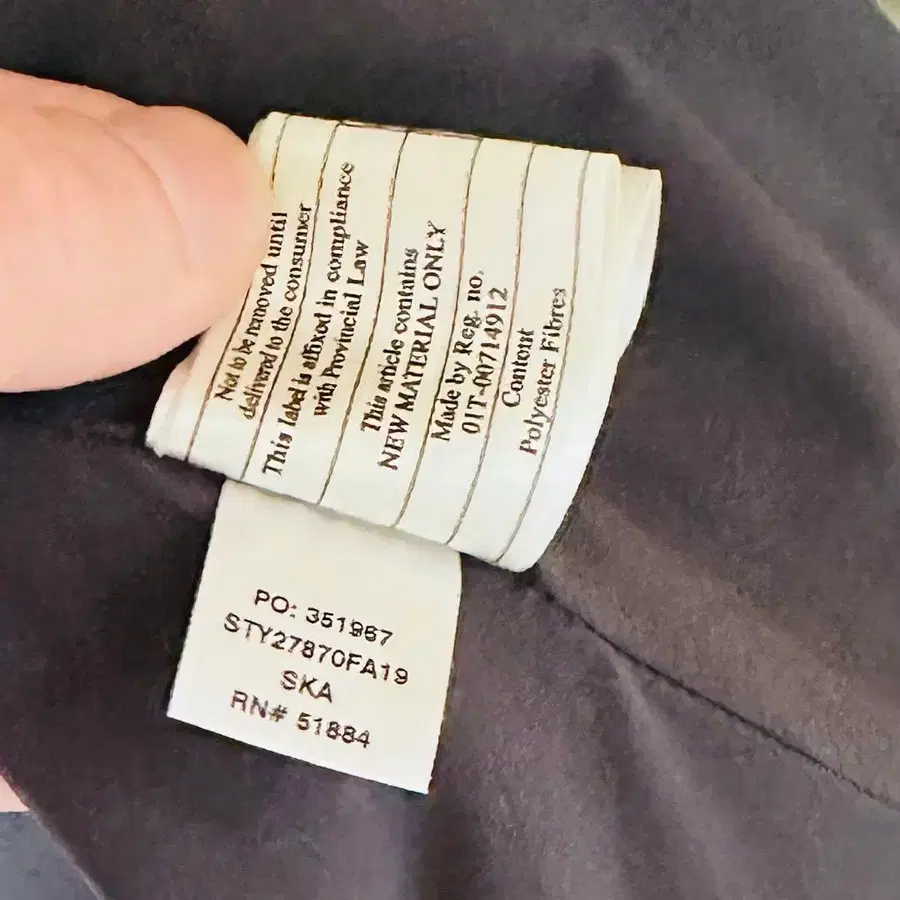 Not to be removed until
delivered to the consumer
This label is affixed in compliance
with Provincial Law
This article contains
NEW MATERIAL ONLY
Made by Reg. no.
01T-00714912
Content
Polyester Fibres
PO: 351967
STY27870FA19
SKA
RN# 51884